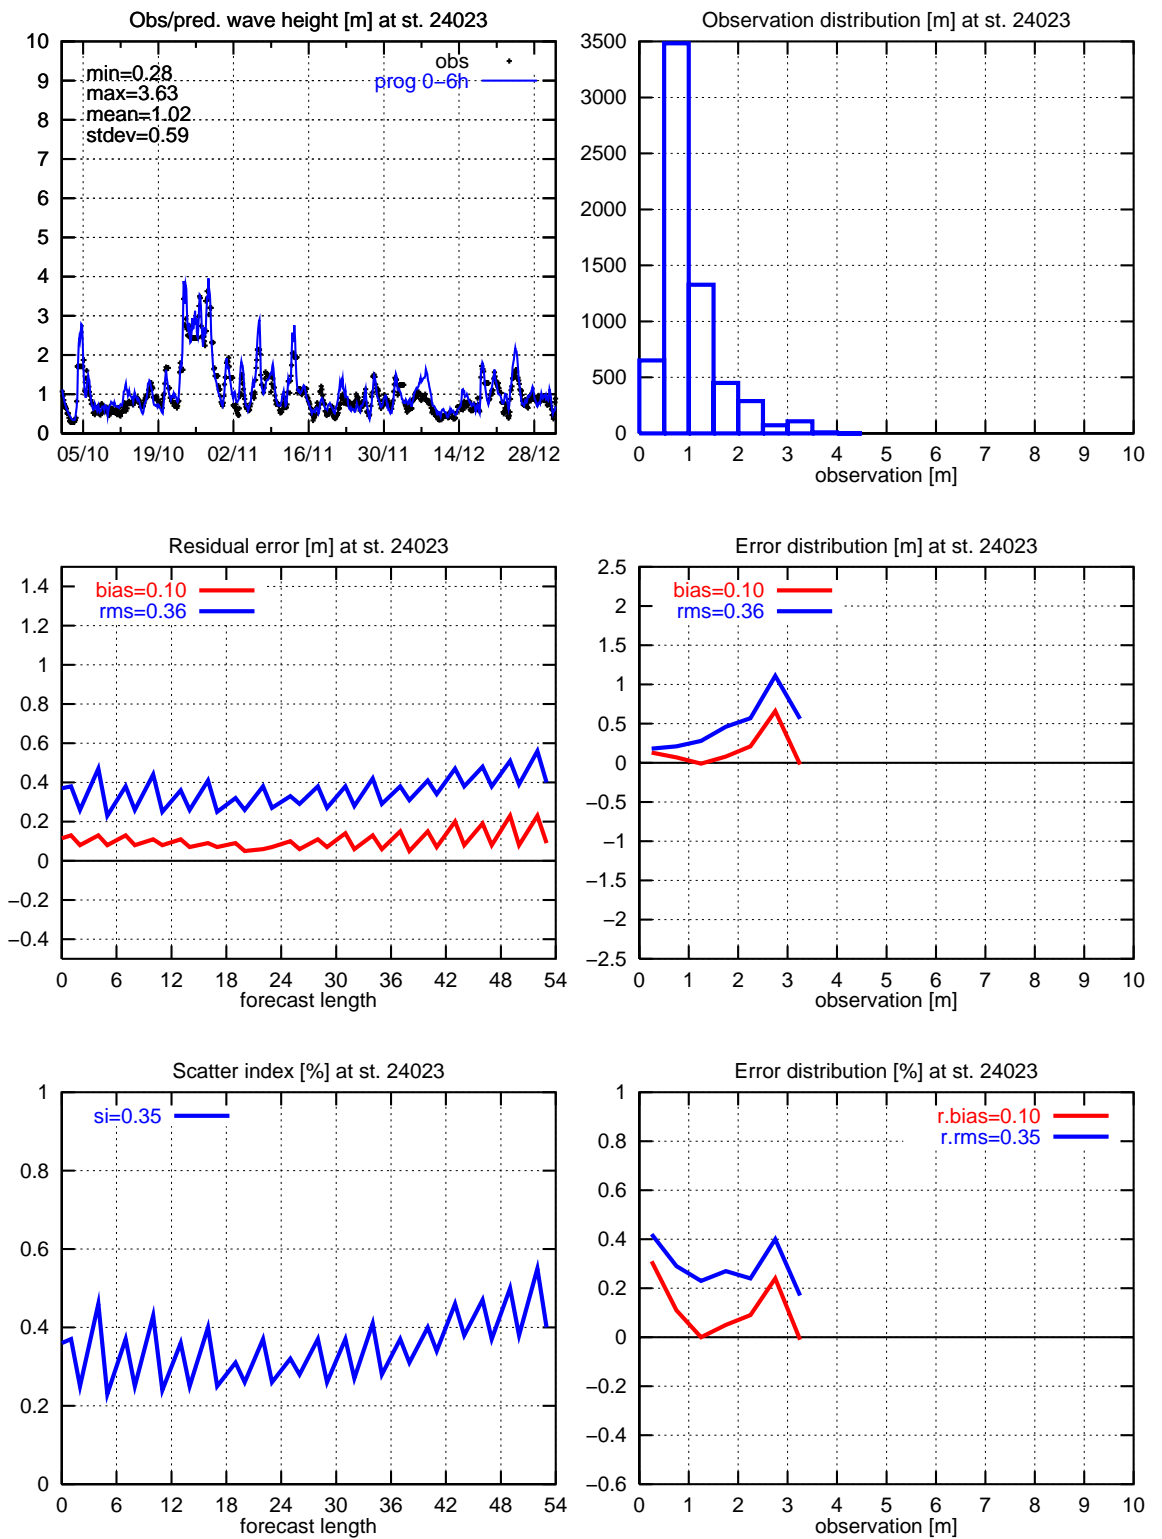 Obs/pred. wave height [m] at st. 24023
10
9
8
7
6
5
4
3
2
1
0
min=0.28
max=3.63
mean=1.02
stdev=0.59
obs
prog 0−6h
05/10 19/10 02/11 16/11 30/11 14/12 28/12
Observation distribution [m] at st. 24023
3500
3000
2500
2000
1500
1000
500
0
0 1 2 3 4 5 6 7 8 9 10
observation [m]
Residual error [m] at st. 24023
1.4
1.2
1
0.8
0.6
0.4
0.2
0
−0.2
−0.4
bias=0.10
rms=0.36
0 6 12 18 24 30 36 42 48 54
forecast length
Error distribution [m] at st. 24023
2.5
2
1.5
1
0.5
0
−0.5
−1
−1.5
−2
−2.5
bias=0.10
rms=0.36
0 1 2 3 4 5 6 7 8 9 10
observation [m]
Scatter index [%] at st. 24023
1
0.8
0.6
0.4
0.2
0
si=0.35
0 6 12 18 24 30 36 42 48 54
forecast length
Error distribution [%] at st. 24023
1
0.8
0.6
0.4
0.2
0
−0.2
−0.4
−0.6
r.bias=0.10
r.rms=0.35
0 1 2 3 4 5 6 7 8 9 10
observation [m]